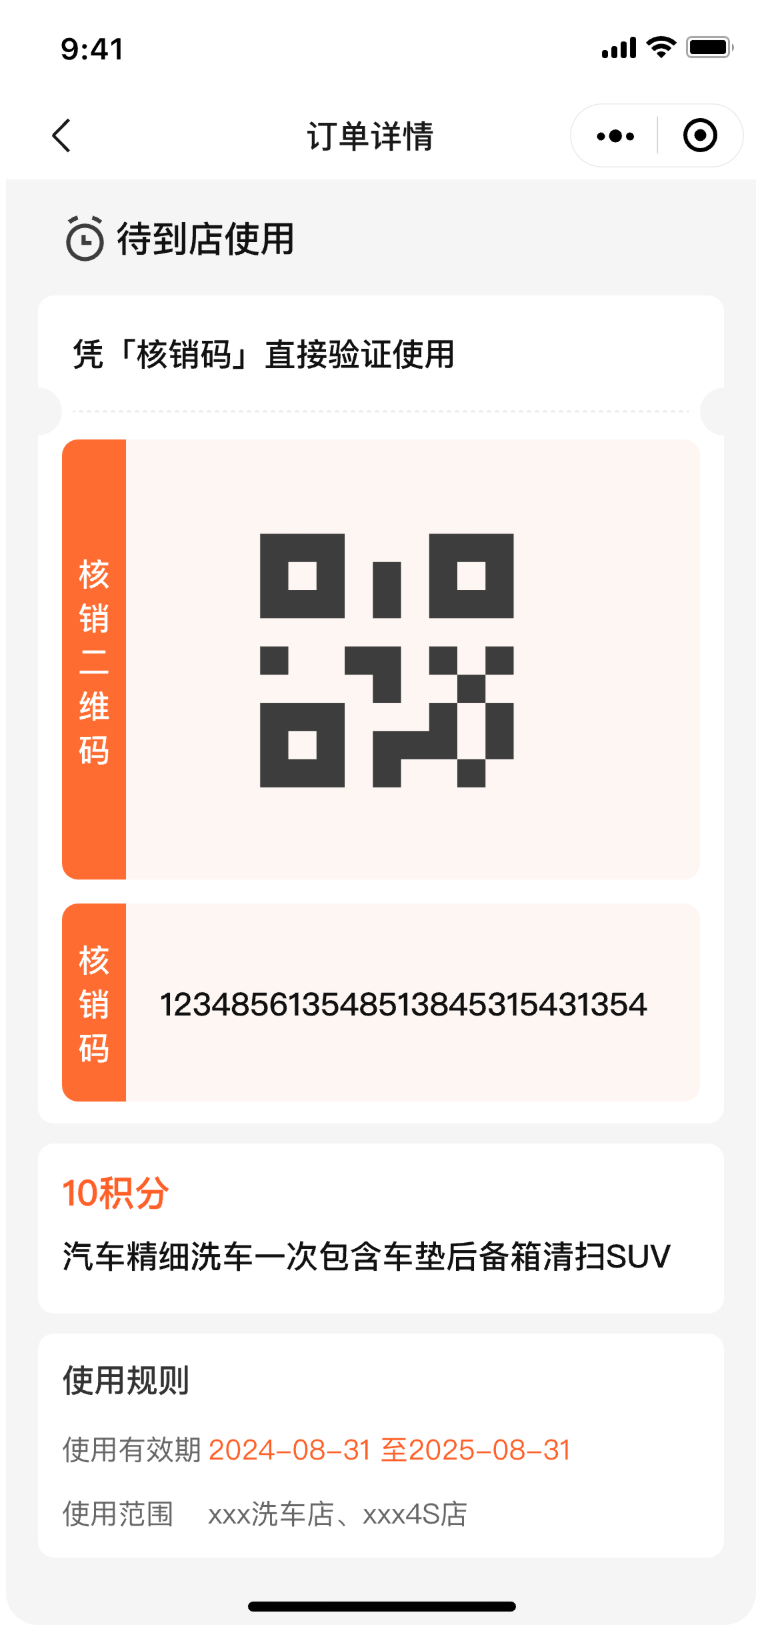 9:41
订单详情
待到店使用
凭「核销码」直接验证使用
核销二维码
核销码
123485613548513845315431354
10积分
汽车精细洗车一次包含车垫后备箱清扫SUV
使用规则
使用有效期 2024-08-31 至2025-08-31
使用范围 xxx洗车店、xxx4S店